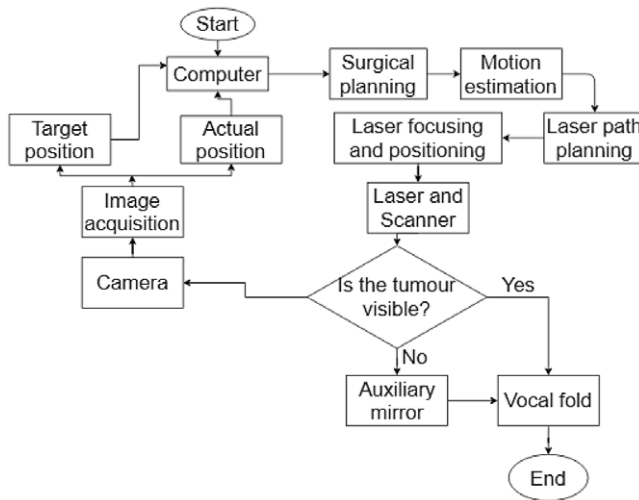 Start
Computer
Surgical
planning
Motion
estimation
Target
position
Actual
position
Laser focusing
and positioning
Laser path
planning
Image
acquisition
Laser and
Scanner
Camera
Is the tumour
visible?
Yes
No
Auxiliary
mirror
Vocal fold
End